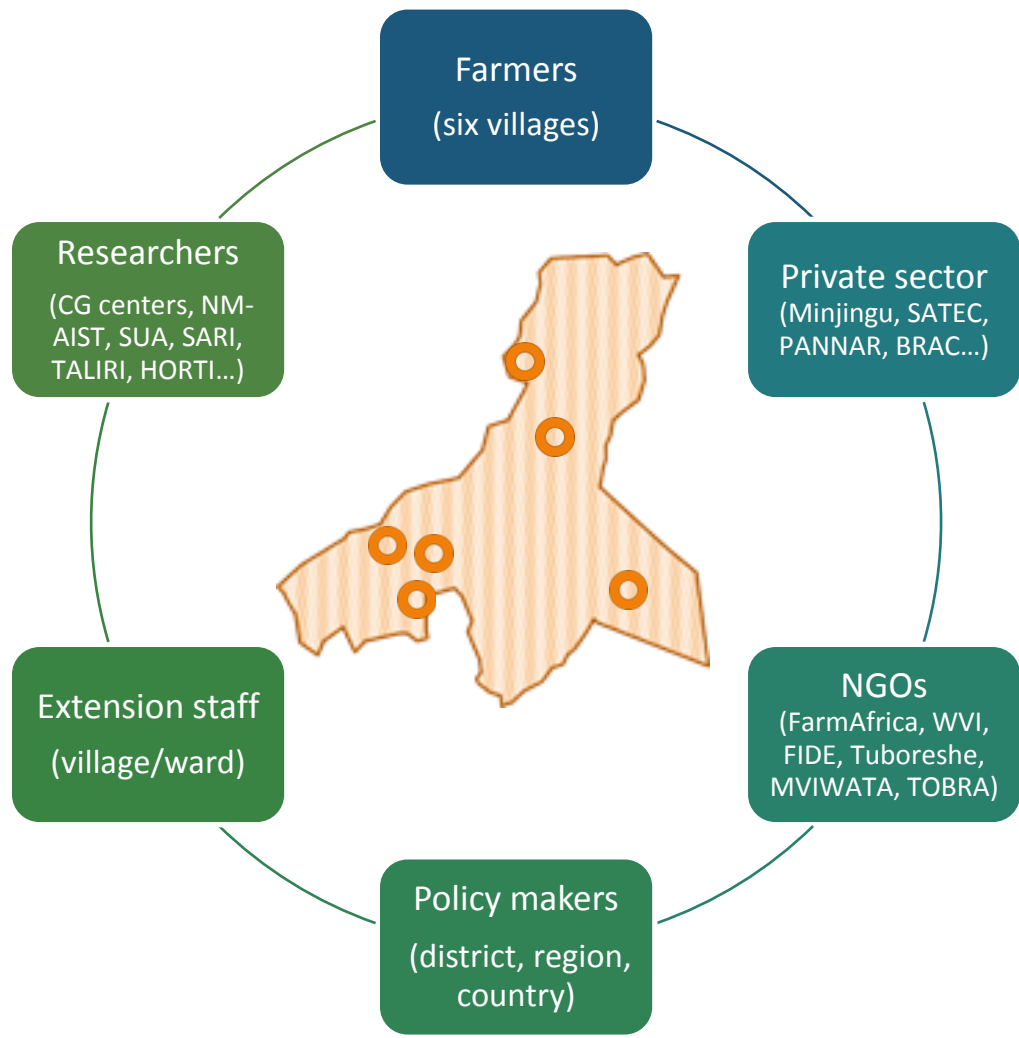 Farmers
(six villages)
Private sector
(Minjingu, SATEC,
PANNAR, BRAC…)
NGOs
(FarmAfrica, WVI,
FIDE, Tuboreshe,
MVIWATA, TOBRA)
Policy makers
(district, region,
country)
Extension staff
(village/ward)
Researchers
(CG centers, NM-
AIST, SUA, SARI,
TALIRI, HORTI…)